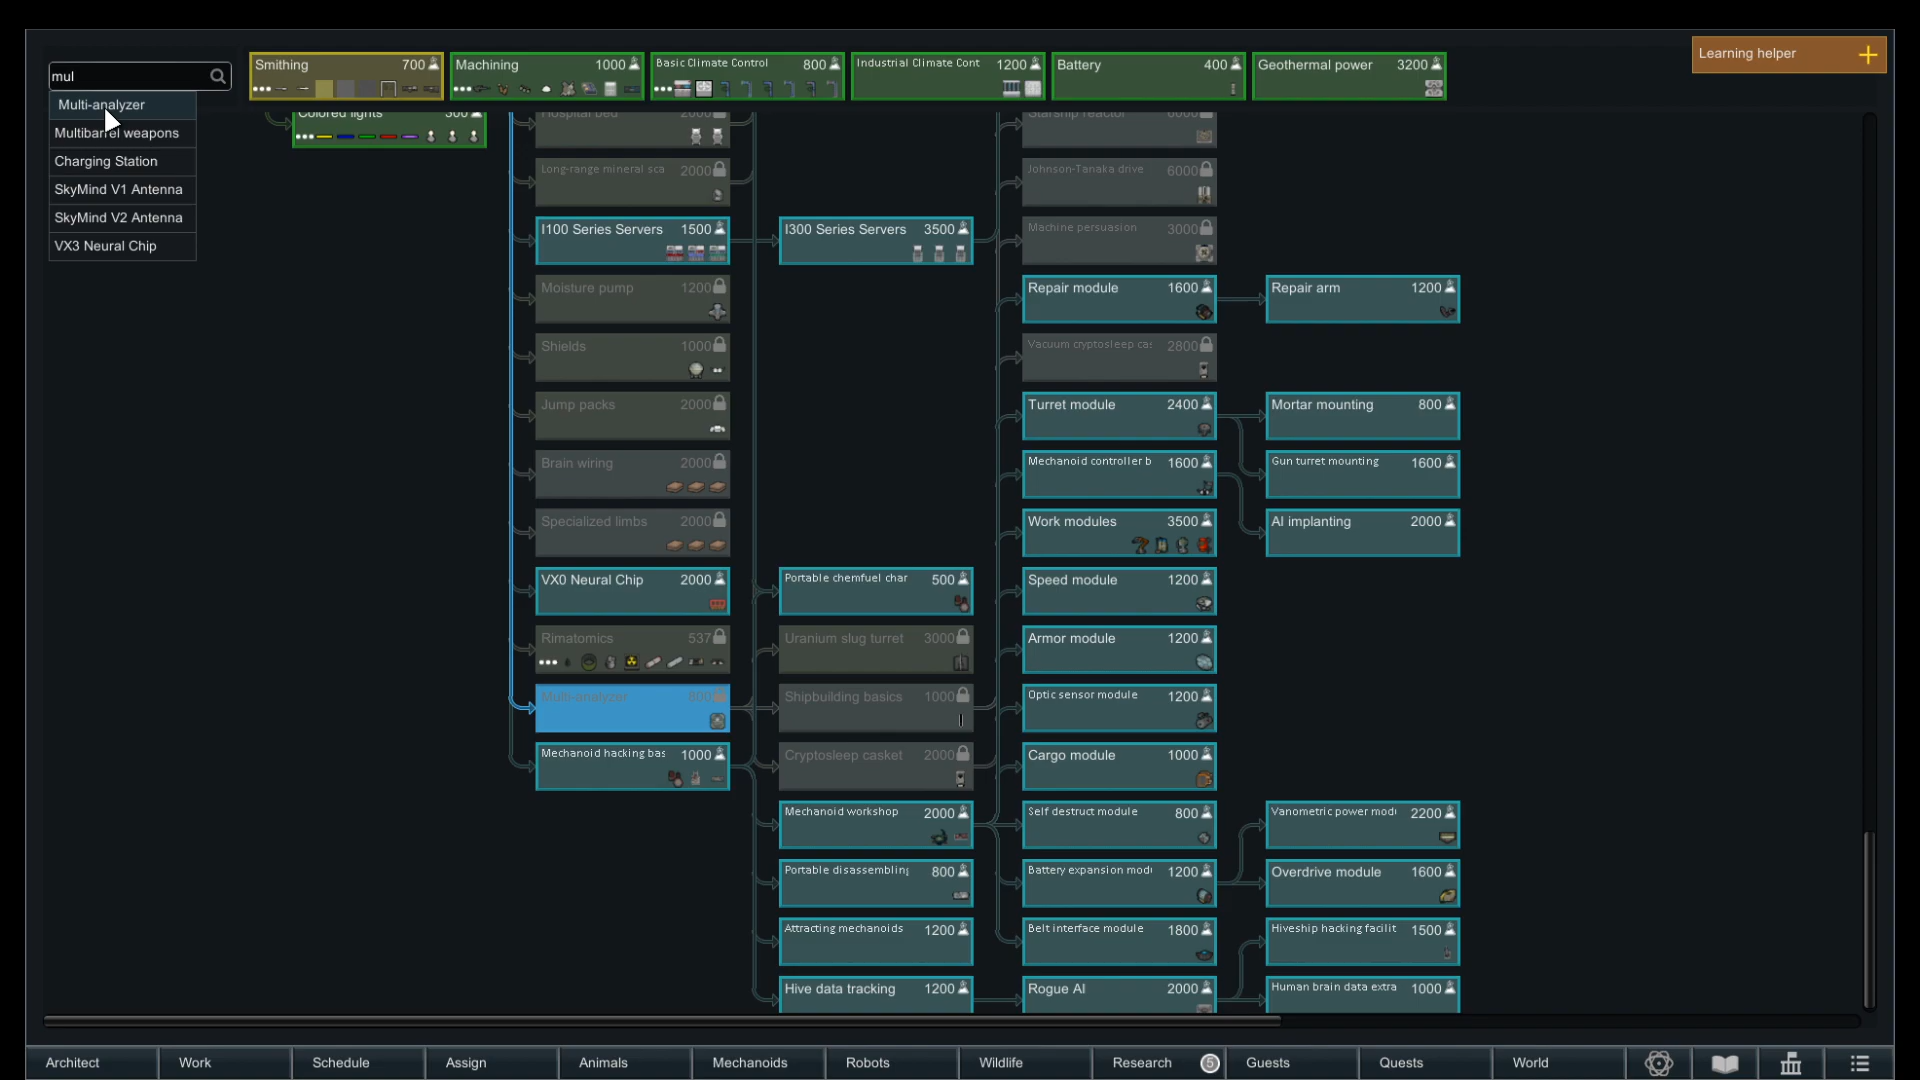 Learning helper
mul
Smithing 700
Machining 1000
Basic Climate Control 800
Industrial Climate Cont 1200
Battery 400
Geothermal power 3200
Multi-analyzer
Multibarrel weapons
Charging Station
SkyMind V1 Antenna
SkyMind V2 Antenna
VX3 Neural Chip
Colored lights 300
Hospital bed 2000
Long-range mineral sca 2000
I100 Series Servers 1500
Moisture pump 1200
Shields 1000
Jump packs 2000
Brain wiring 2000
Specialized limbs 2000
VX0 Neural Chip 2000
Rimatomics 537
Multi-analyzer 800
Mechanoid hacking bas 1000
I300 Series Servers 3500
Portable chemfuel char 500
Uranium slug turret 3000
Shipbuilding basics 1000
Cryptosleep casket 2000
Mechanoid workshop 2000
Portable disassembling 800
Attracting mechanoids 1200
Hive data tracking 1200
Starship reactor 6000
Johnson-Tanaka drive 6000
Machine persuasion 3000
Repair module 1600
Vacuum cryptosleep cas 2800
Turret module 2400
Mechanoid controller b 1600
Work modules 3500
Speed module 1200
Armor module 1200
Optic sensor module 1200
Cargo module 1000
Self destruct module 800
Battery expansion modu 1200
Belt interface module 1800
Rogue AI 2000
Repair arm 1200
Mortar mounting 800
Gun turret mounting 1600
AI implanting 2000
Vanometric power modu 2200
Overdrive module 1600
Hiveship hacking facilit 1500
Human brain data extra 1000
Architect
Work
Schedule
Assign
Animals
Mechanoids
Robots
Wildlife
Research 5
Guests
Quests
World